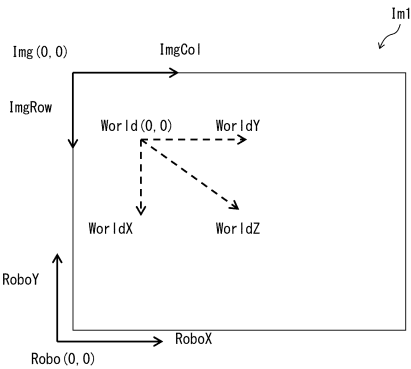 Im1
Img(0,0)
ImgCol
ImgRow
World(0,0)
WorldY
WorldX
WorldZ
RoboY
RoboX
Robo(0,0)